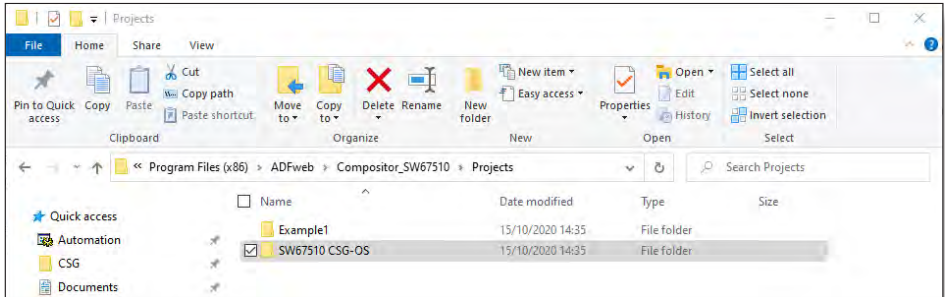 Projects
File Home Share View
Pin to Quick access
Copy
Paste
Cut
Copy path
Paste shortcut
Clipboard
Move to
Copy to
Delete
Rename
Organize
New folder
New item
Easy access
New
Properties
Open
Edit
History
Open
Select all
Select none
Invert selection
Select
« Program Files (x86) > ADFweb > Compositor_SW67510 > Projects
Search Projects
Quick access
Automation
CSG
Documents
Name Date modified Type Size
Example1 15/10/2020 14:35 File folder
SW67510 CSG-OS 15/10/2020 14:35 File folder